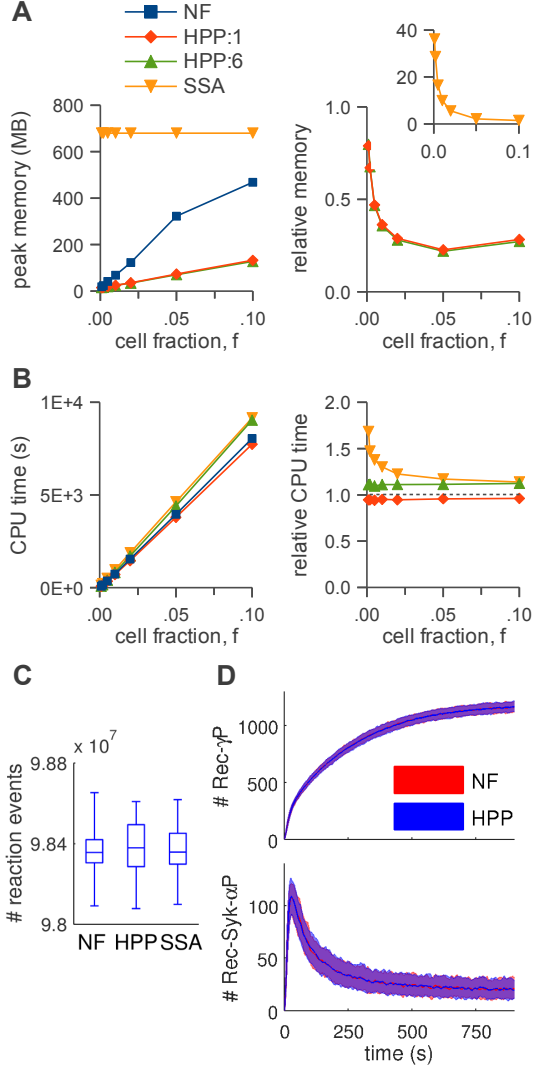 A
NF
HPP:1
HPP:6
SSA
800
600
400
200
0
peak memory (MB)
.00 .05 .10
cell fraction, f
1.0
0.5
0.0
relative memory
.00 .05 .10
cell fraction, f
40
20
0
0.0 0.1
B
1E+4
5E+3
0E+0
CPU time (s)
.00 .05 .10
cell fraction, f
2.0
1.5
1.0
0.5
0.0
relative CPU time
.00 .05 .10
cell fraction, f
C
x 10^7
9.88
9.84
9.8
# reaction events
NF HPP SSA
D
1000
500
0
# Rec-γP
NF
HPP
100
50
0
# Rec-Syk-αP
0 250 500 750
time (s)